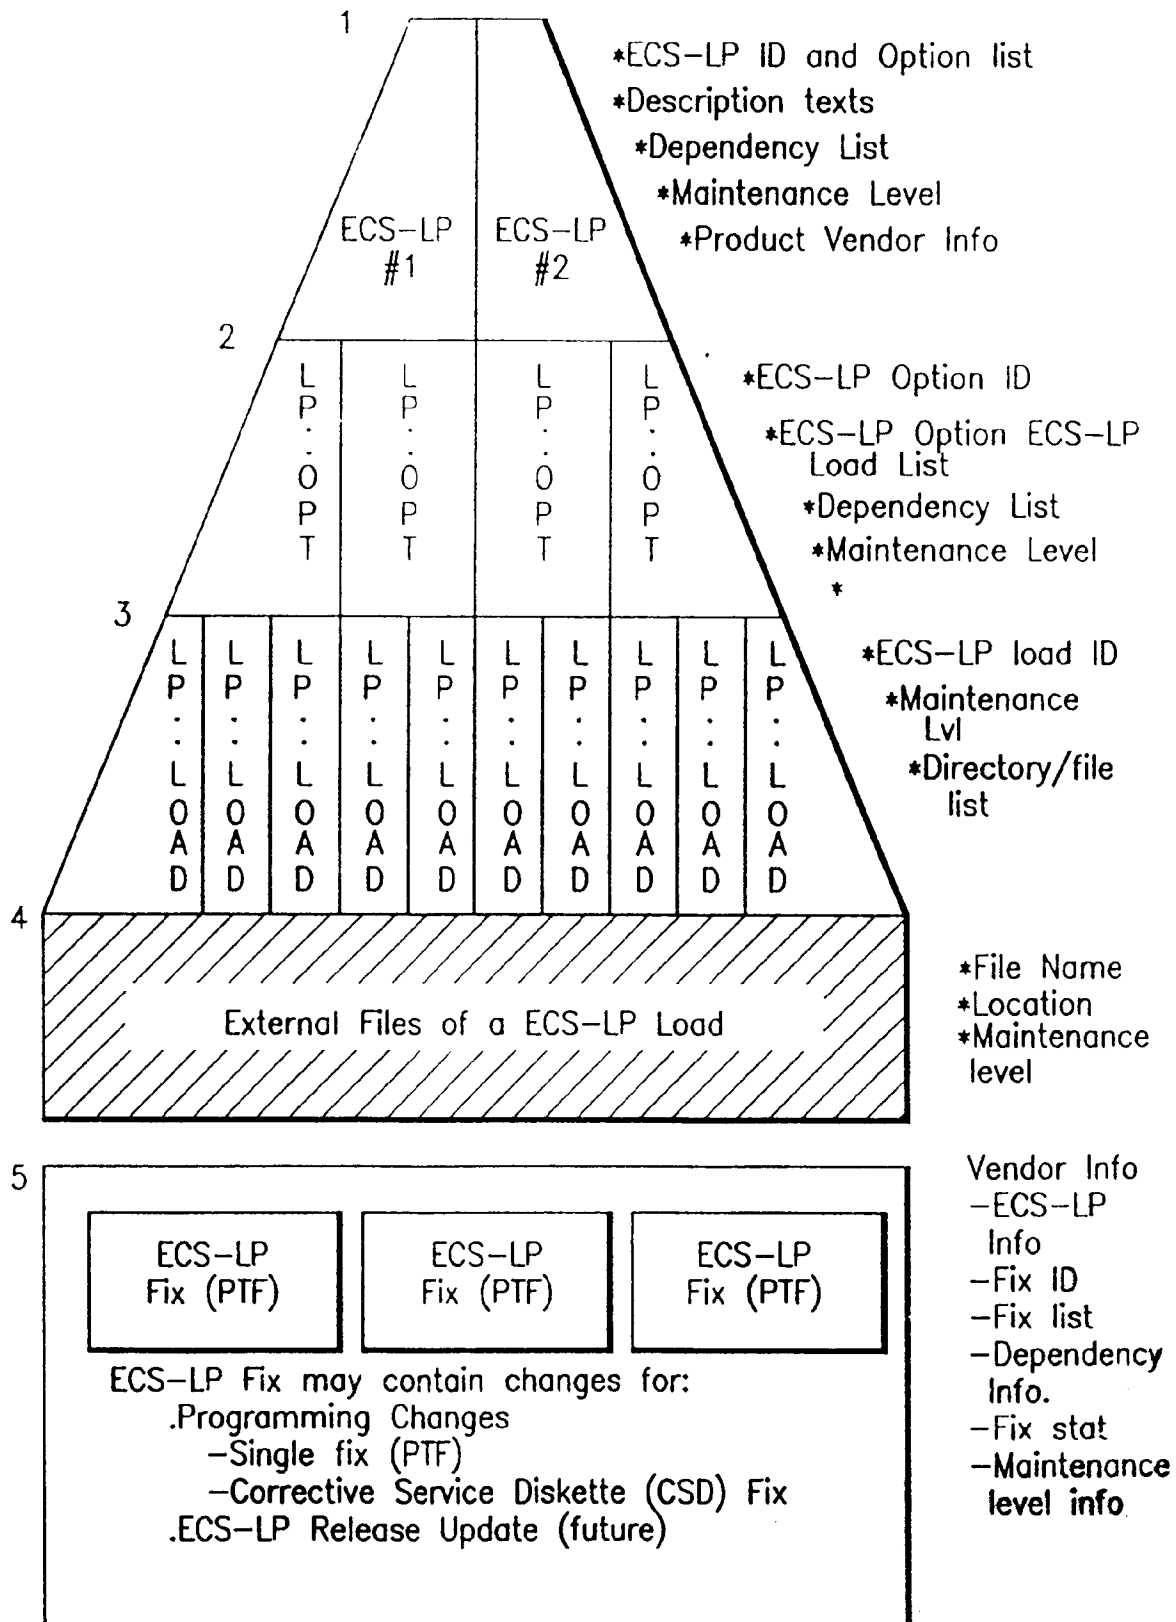 1
*ECS-LP ID and Option list
*Description texts
*Dependency List
*Maintenance Level
*Product Vendor Info
ECS-LP
#1
ECS-LP
#2
2
LP..OPT
LP..OPT
LP..OPT
LP..OPT
*ECS-LP Option ID
*ECS-LP Option ECS-LP
Load List
*Dependency List
*Maintenance Level
*
3
LP..LOAD
LP..LOAD
LP..LOAD
LP..LOAD
LP..LOAD
LP..LOAD
LP..LOAD
LP..LOAD
LP..LOAD
LP..LOAD
*ECS-LP load ID
*Maintenance
Lvl
*Directory/file
list
4
External Files of a ECS-LP Load
*File Name
*Location
*Maintenance
level
5
ECS-LP
Fix (PTF)
ECS-LP
Fix (PTF)
ECS-LP
Fix (PTF)
ECS-LP Fix may contain changes for:
.Programming Changes
-Single fix (PTF)
-Corrective Service Diskette (CSD) Fix
.ECS-LP Release Update (future)
Vendor Info
-ECS-LP
Info
-Fix ID
-Fix list
-Dependency
Info.
-Fix stat
-Maintenance
level info